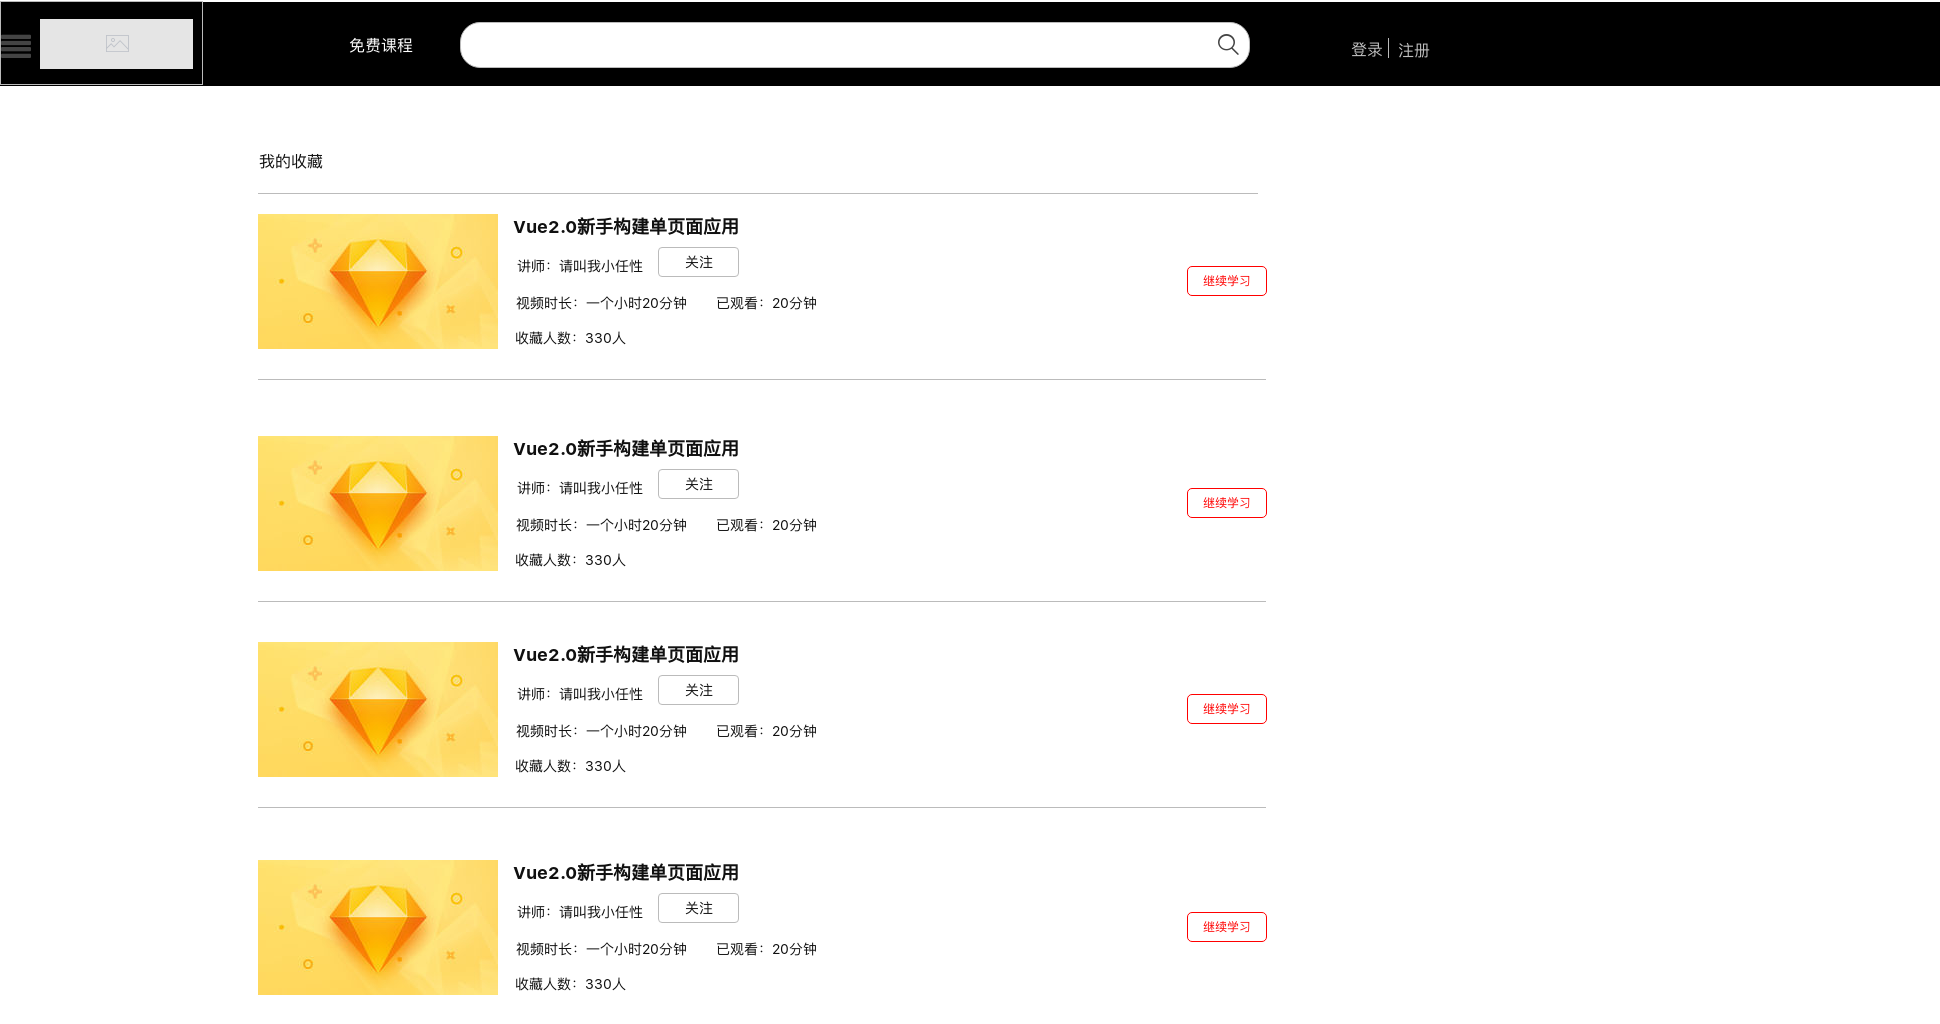 免费课程
登录
注册
我的收藏
Vue2.0新手构建单页面应用
讲师：请叫我小任性 关注
继续学习
视频时长：一个小时20分钟 已观看：20分钟
收藏人数：330人
Vue2.0新手构建单页面应用
讲师：请叫我小任性 关注
继续学习
视频时长：一个小时20分钟 已观看：20分钟
收藏人数：330人
Vue2.0新手构建单页面应用
讲师：请叫我小任性 关注
继续学习
视频时长：一个小时20分钟 已观看：20分钟
收藏人数：330人
Vue2.0新手构建单页面应用
讲师：请叫我小任性 关注
继续学习
视频时长：一个小时20分钟 已观看：20分钟
收藏人数：330人